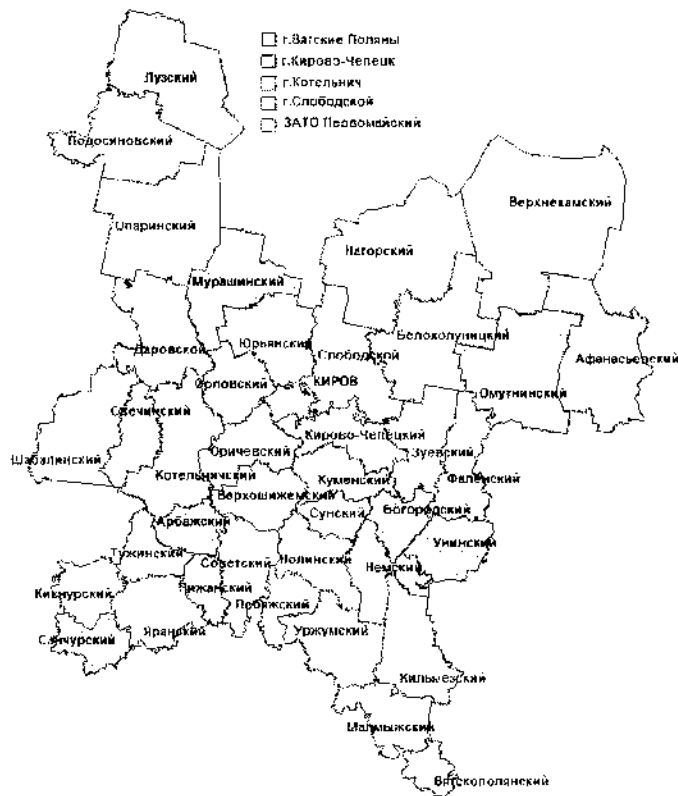 г.Вятские Поляны
г.Кирово-Чепецк
г.Котельнич
г.Слободской
ЗАТО Первомайский
Лузский
Подосиновский
Опаринский
Верхнекамский
Нагорский
Мурашинский
Юрьянский
Белохолуницкий
Даровской
Слободской
Афанасьевский
Орловский
КИРОВ
Омутнинский
Свечинский
Кирово-Чепецкий
Шабалинский
Оричевский
Зуевский
Котельничский
Куменский
Фаленский
Верхошижемский
Сунский
Богородский
Арбажский
Унинский
Тужинский
Советский
Нолинский
Немский
Кикнурский
Пижанский
Лебяжский
Санчурский
Яранский
Уржумский
Кильмезский
Малмыжский
Вятскополянский